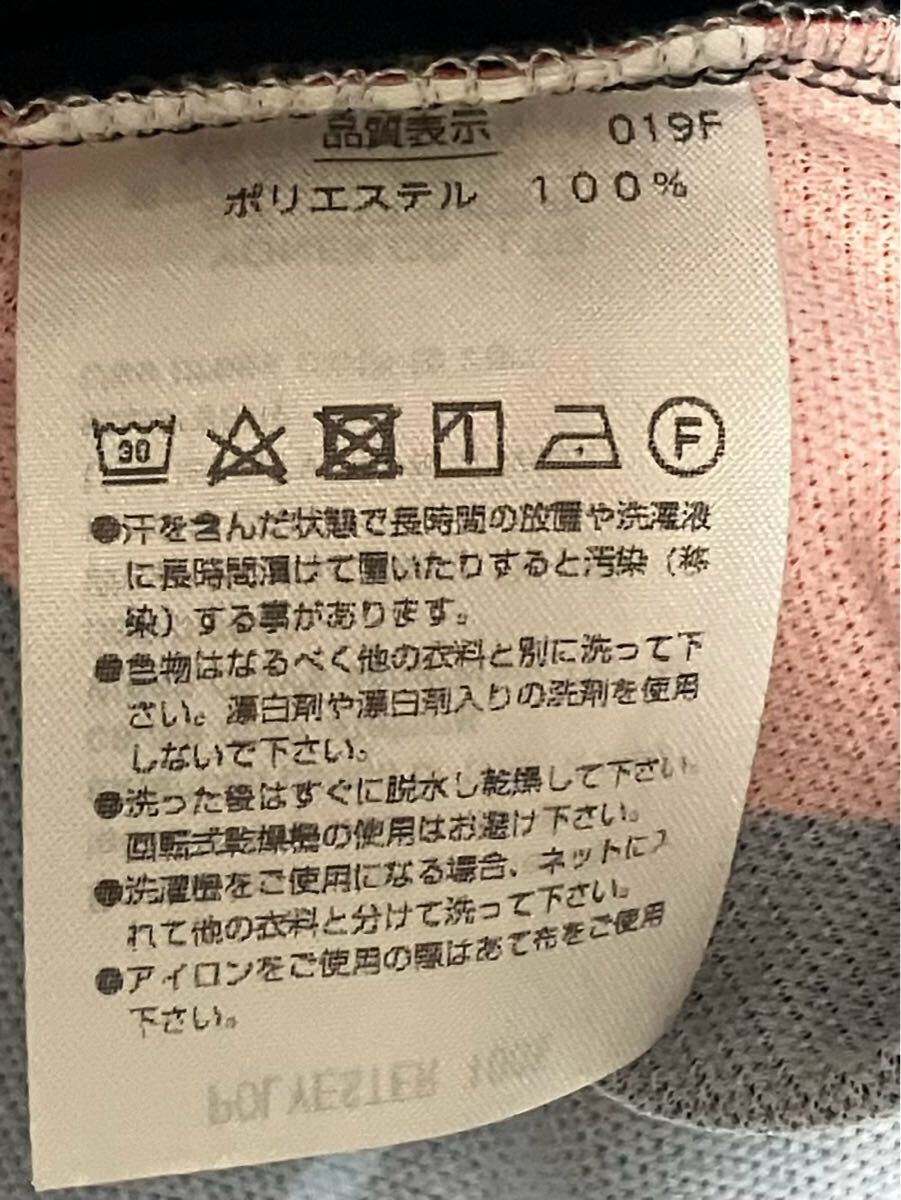 品質表示 019F
ポリエステル 100%
30
F
●汗を含んだ状態で長時間の放置や洗濯液
に長時間漬けて置いたりすると汚染(移
染)する事があります。
●色物はなるべく他の衣料と別に洗って下
さい。漂白剤や漂白剤入りの洗剤を使用
しないで下さい。
●洗った後はすぐに脱水し乾燥して下さい。
回転式乾燥機の使用はお避け下さい。
●洗濯機をご使用になる場合、ネットに入
れて他の衣料と分けて洗って下さい。
●アイロンをご使用の際はあて布をご使用
下さい。
POLYESTER 100%